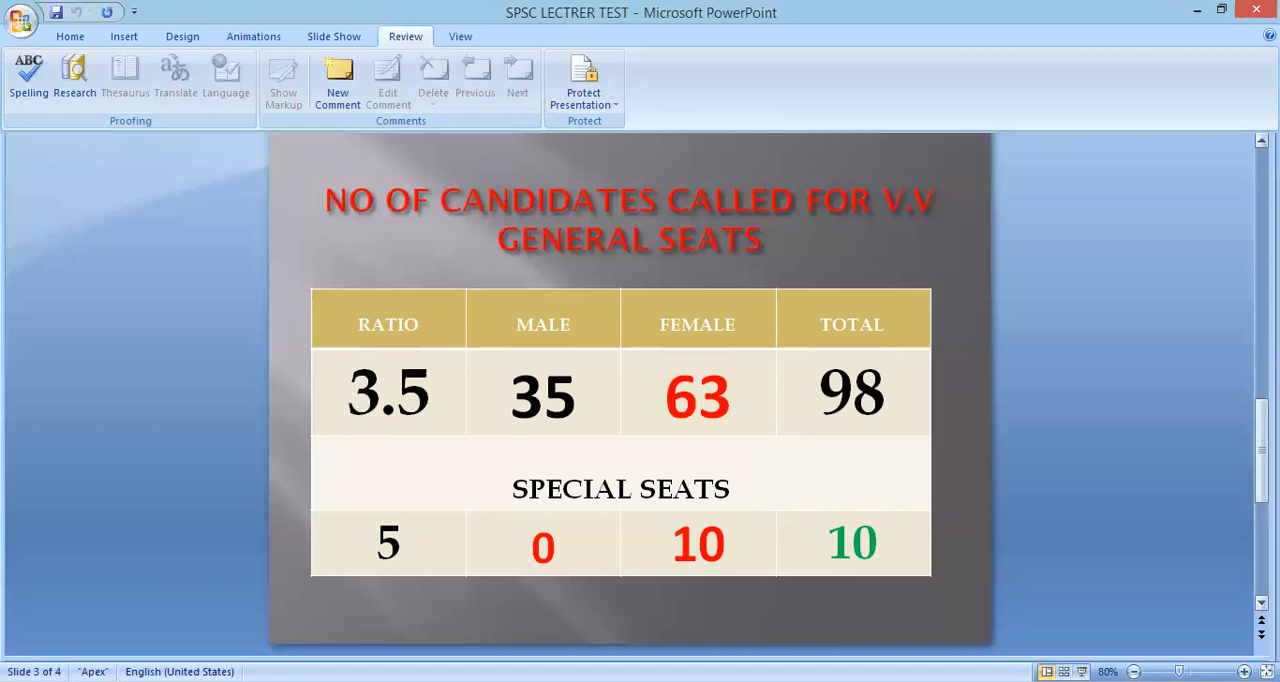 SPSC LECTRER TEST - Microsoft PowerPoint
Home Insert Design Animations Slide Show Review View
ABC
Spelling Research Thesaurus Translate Language
Show Markup
New Comment
Edit Comment
Delete Previous Next
Protect Presentation
Proofing Comments Protect
NO OF CANDIDATES CALLED FOR V.V
GENERAL SEATS
RATIO MALE FEMALE TOTAL
3.5 35 63 98
SPECIAL SEATS
5 0 10 10
Slide 3 of 4 "Apex" English (United States) 80%